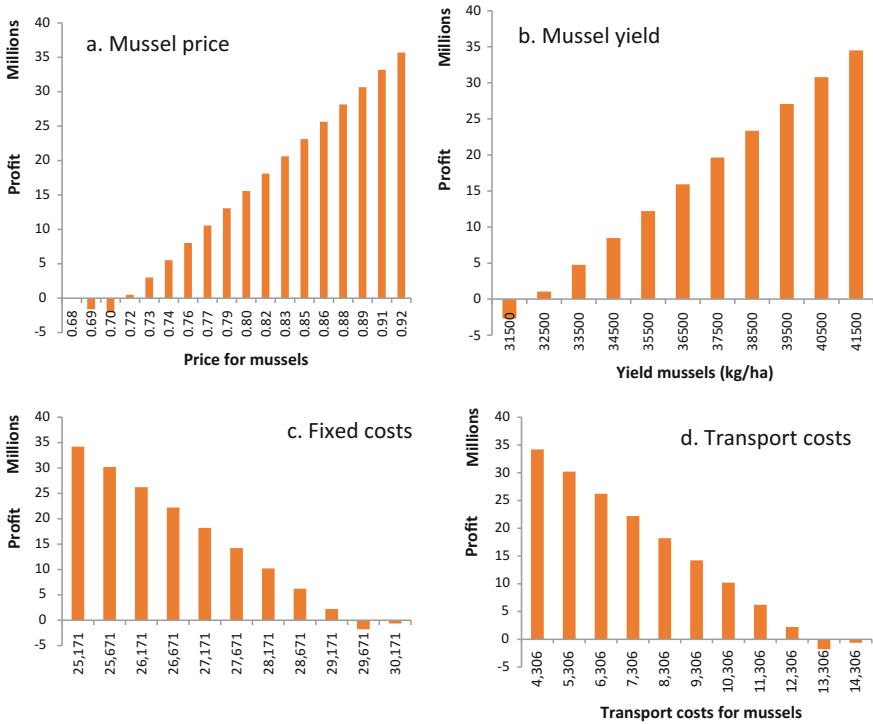 a. Mussel price
Millions
Profit
40
35
30
25
20
15
10
5
0
-5
0.68 0.69 0.70 0.72 0.73 0.74 0.76 0.77 0.79 0.80 0.82 0.83 0.85 0.86 0.88 0.89 0.91 0.92
Price for mussels
b. Mussel yield
Millions
Profit
40
35
30
25
20
15
10
5
0
-5
31500 32500 33500 34500 35500 36500 37500 38500 39500 40500 41500
Yield mussels (kg/ha)
c. Fixed costs
Millions
Profit
40
35
30
25
20
15
10
5
0
-5
25,171 25,671 26,171 26,671 27,171 27,671 28,171 28,671 29,171 29,671 30,171
d. Transport costs
Millions
Profit
40
35
30
25
20
15
10
5
0
-5
4,306 5,306 6,306 7,306 8,306 9,306 10,306 11,306 12,306 13,306 14,306
Transport costs for mussels